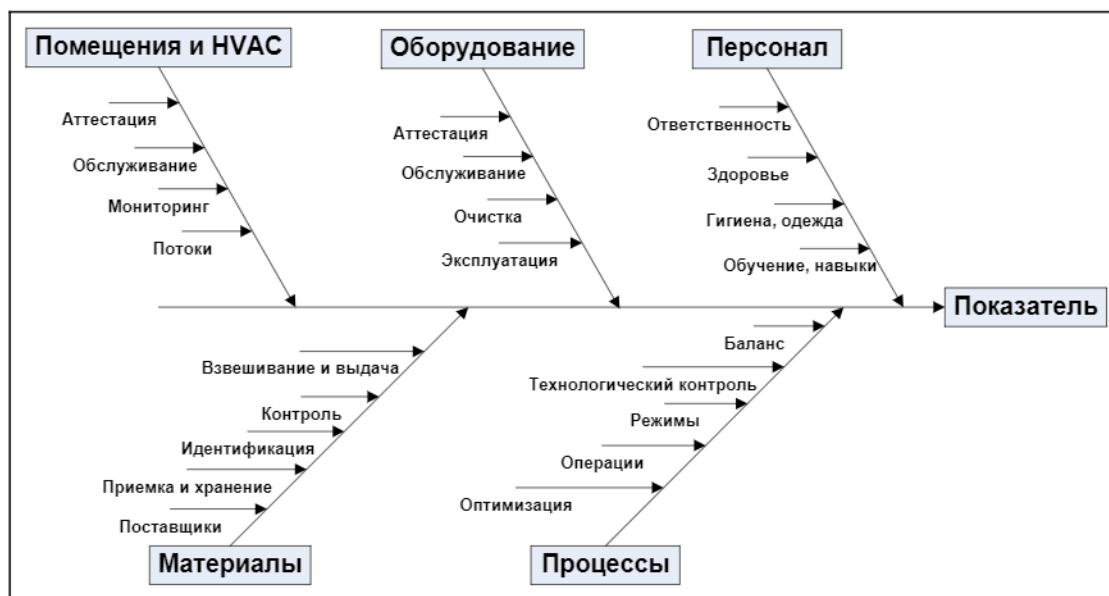 Помещения и HVAC
Аттестация
Обслуживание
Мониторинг
Потоки
Оборудование
Аттестация
Обслуживание
Очистка
Эксплуатация
Персонал
Ответственность
Здоровье
Гигиена, одежда
Обучение, навыки
Показатель
Взвешивание и выдача
Контроль
Идентификация
Приемка и хранение
Поставщики
Материалы
Баланс
Технологический контроль
Режимы
Операции
Оптимизация
Процессы